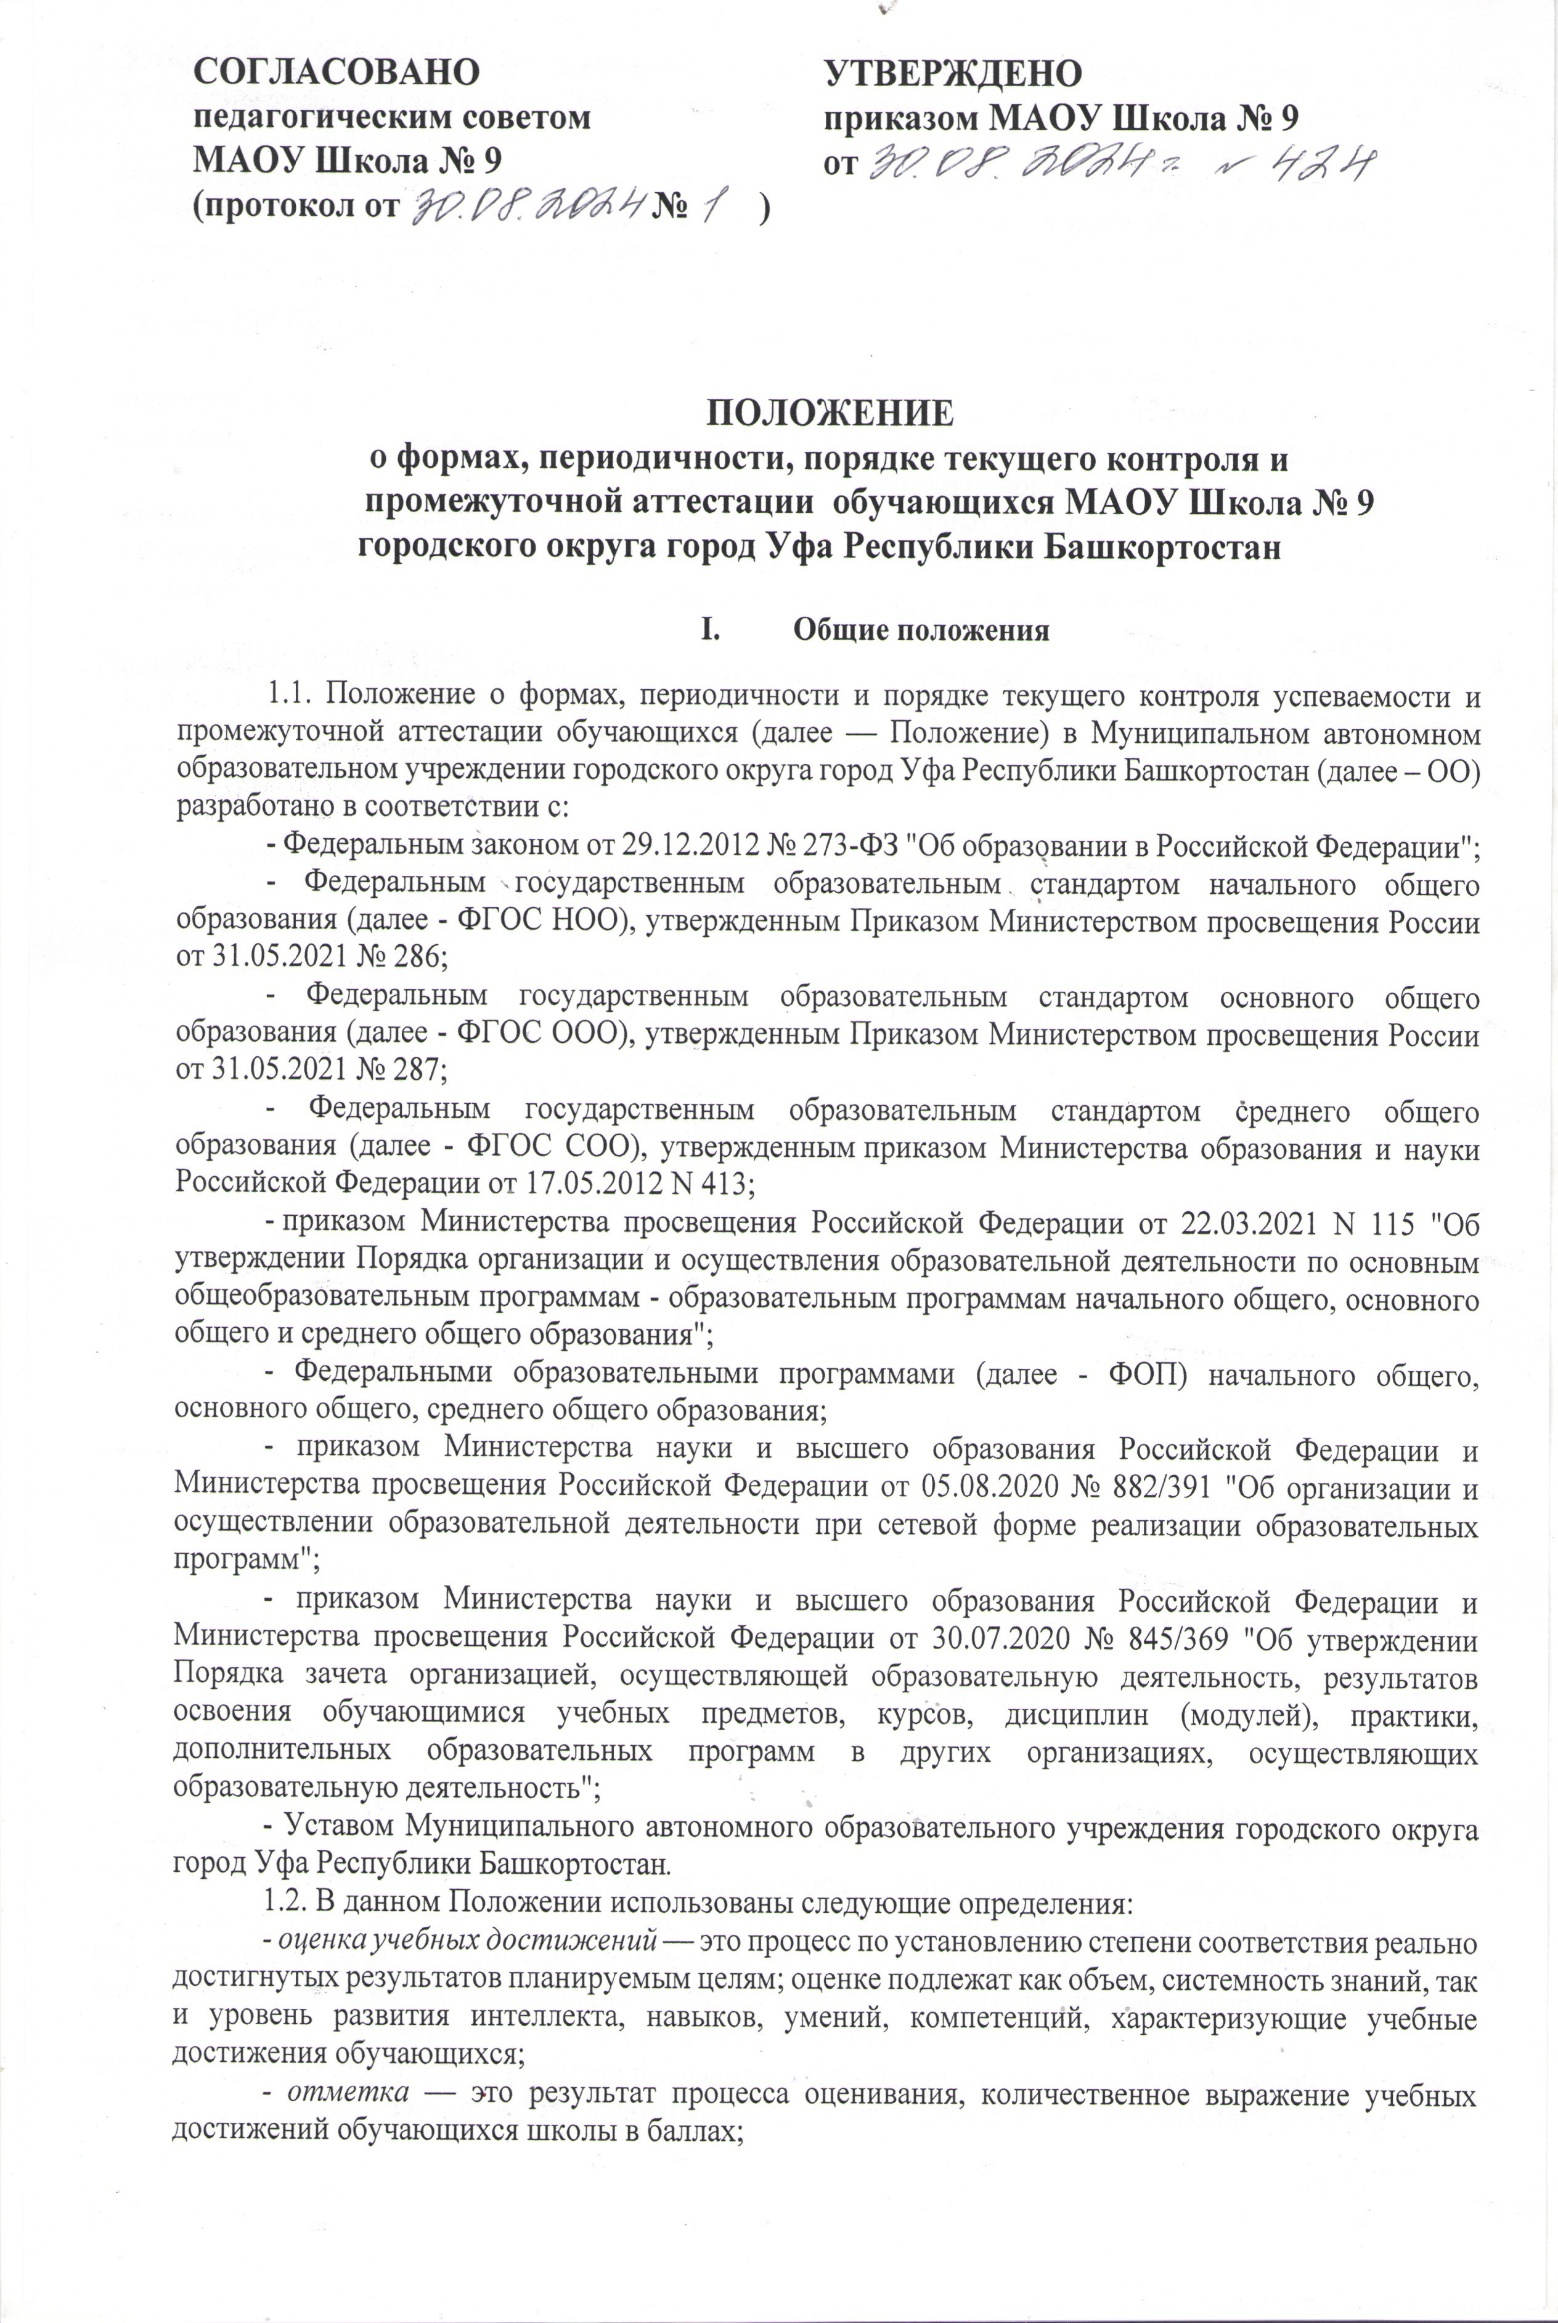 СОГЛАСОВАНО
педагогическим советом
МАОУ Школа № 9
(протокол от 30.08.2024 № 1 )
УТВЕРЖДЕНО
приказом МАОУ Школа № 9
от 30.08.2024 г. № 424
ПОЛОЖЕНИЕ
о формах, периодичности, порядке текущего контроля и
промежуточной аттестации обучающихся МАОУ Школа № 9
городского округа город Уфа Республики Башкортостан
I. Общие положения
1.1. Положение о формах, периодичности и порядке текущего контроля успеваемости и
промежуточной аттестации обучающихся (далее — Положение) в Муниципальном автономном
образовательном учреждении городского округа город Уфа Республики Башкортостан (далее – ОО)
разработано в соответствии с:
- Федеральным законом от 29.12.2012 № 273-ФЗ "Об образовании в Российской Федерации";
- Федеральным государственным образовательным стандартом начального общего
образования (далее - ФГОС НОО), утвержденным Приказом Министерством просвещения России
от 31.05.2021 № 286;
- Федеральным государственным образовательным стандартом основного общего
образования (далее - ФГОС ООО), утвержденным Приказом Министерством просвещения России
от 31.05.2021 № 287;
- Федеральным государственным образовательным стандартом среднего общего
образования (далее - ФГОС СОО), утвержденным приказом Министерства образования и науки
Российской Федерации от 17.05.2012 N 413;
- приказом Министерства просвещения Российской Федерации от 22.03.2021 N 115 "Об
утверждении Порядка организации и осуществления образовательной деятельности по основным
общеобразовательным программам - образовательным программам начального общего, основного
общего и среднего общего образования";
- Федеральными образовательными программами (далее - ФОП) начального общего,
основного общего, среднего общего образования;
- приказом Министерства науки и высшего образования Российской Федерации и
Министерства просвещения Российской Федерации от 05.08.2020 № 882/391 "Об организации и
осуществлении образовательной деятельности при сетевой форме реализации образовательных
программ";
- приказом Министерства науки и высшего образования Российской Федерации и
Министерства просвещения Российской Федерации от 30.07.2020 № 845/369 "Об утверждении
Порядка зачета организацией, осуществляющей образовательную деятельность, результатов
освоения обучающимися учебных предметов, курсов, дисциплин (модулей), практики,
дополнительных образовательных программ в других организациях, осуществляющих
образовательную деятельность";
- Уставом Муниципального автономного образовательного учреждения городского округа
город Уфа Республики Башкортостан.
1.2. В данном Положении использованы следующие определения:
- оценка учебных достижений — это процесс по установлению степени соответствия реально
достигнутых результатов планируемым целям; оценке подлежат как объем, системность знаний, так
и уровень развития интеллекта, навыков, умений, компетенций, характеризующие учебные
достижения обучающихся;
- отметка — это результат процесса оценивания, количественное выражение учебных
достижений обучающихся школы в баллах;